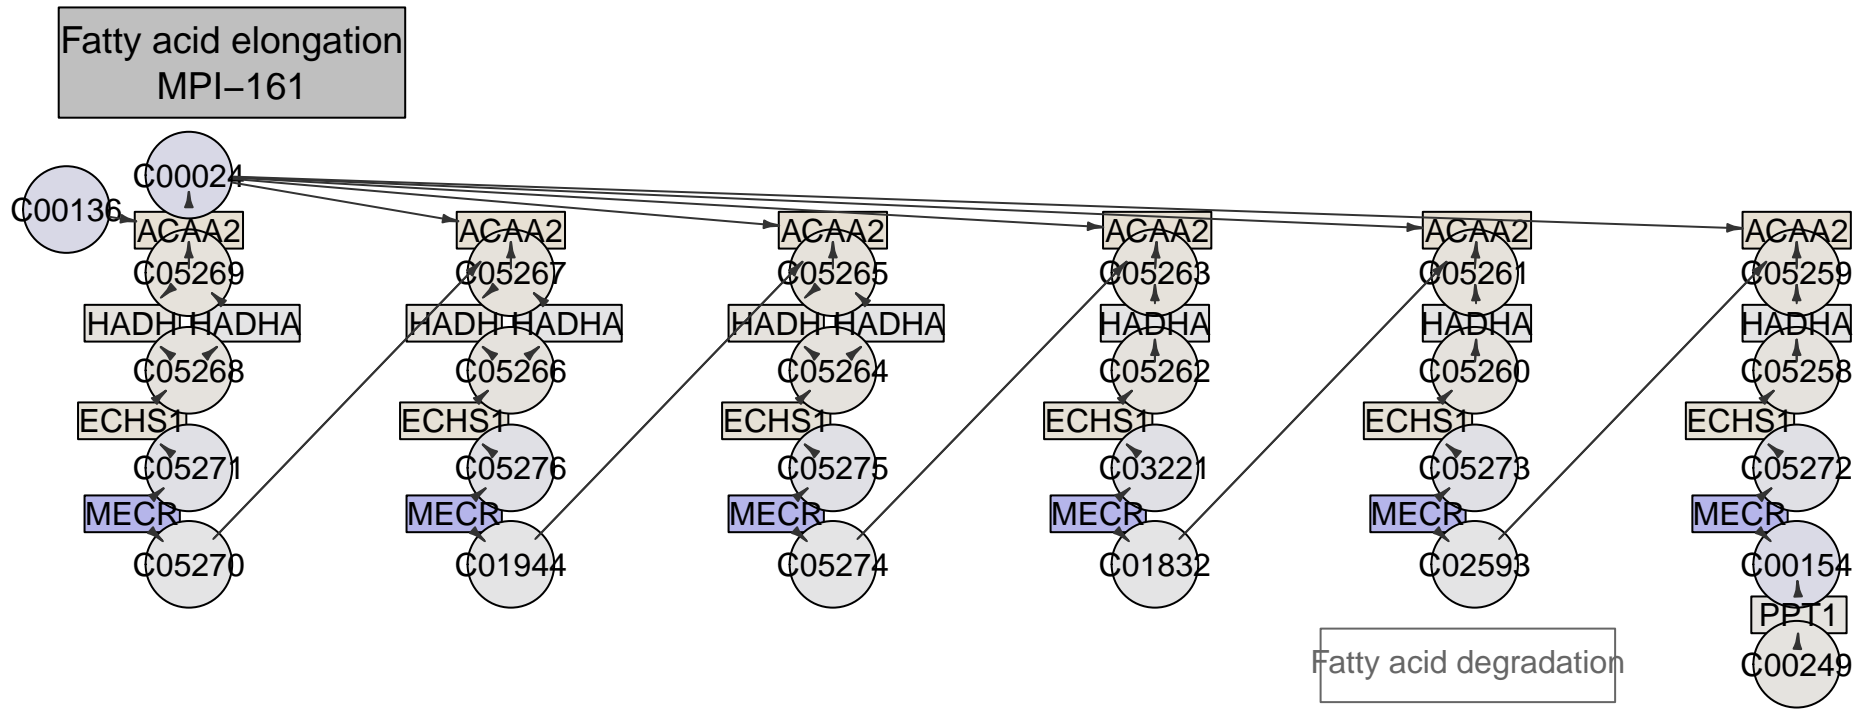 Fatty acid elongation
MPI−161
C00024
C00136
ACAA2 ACAA2 ACAA2 ACAA2 ACAA2 ACAA2
C05269 C05267 C05265 C05263 C05261 C05259
HADH HADHA HADH HADHA HADH HADHA HADHA HADHA HADHA
C05268 C05266 C05264 C05262 C05260 C05258
ECHS1 ECHS1 ECHS1 ECHS1 ECHS1 ECHS1
C05271 C05276 C05275 C03221 C05273 C05272
MECR MECR MECR MECR MECR MECR
C05270 C01944 C05274 C01832 C02593 C00154
PPT1
Fatty acid degradation C00249